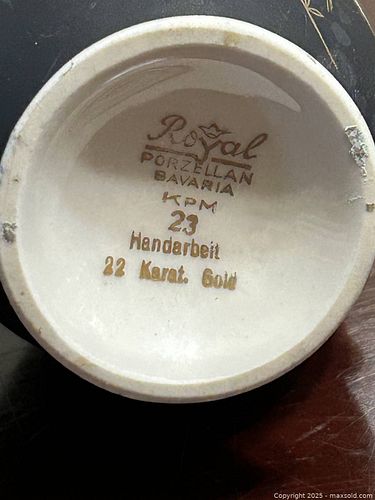 Royal
PORZELLAN
BAVARIA
KPM
23
Handarbeit
22 Karat. Gold
Copyright 2025 - maxsold.com